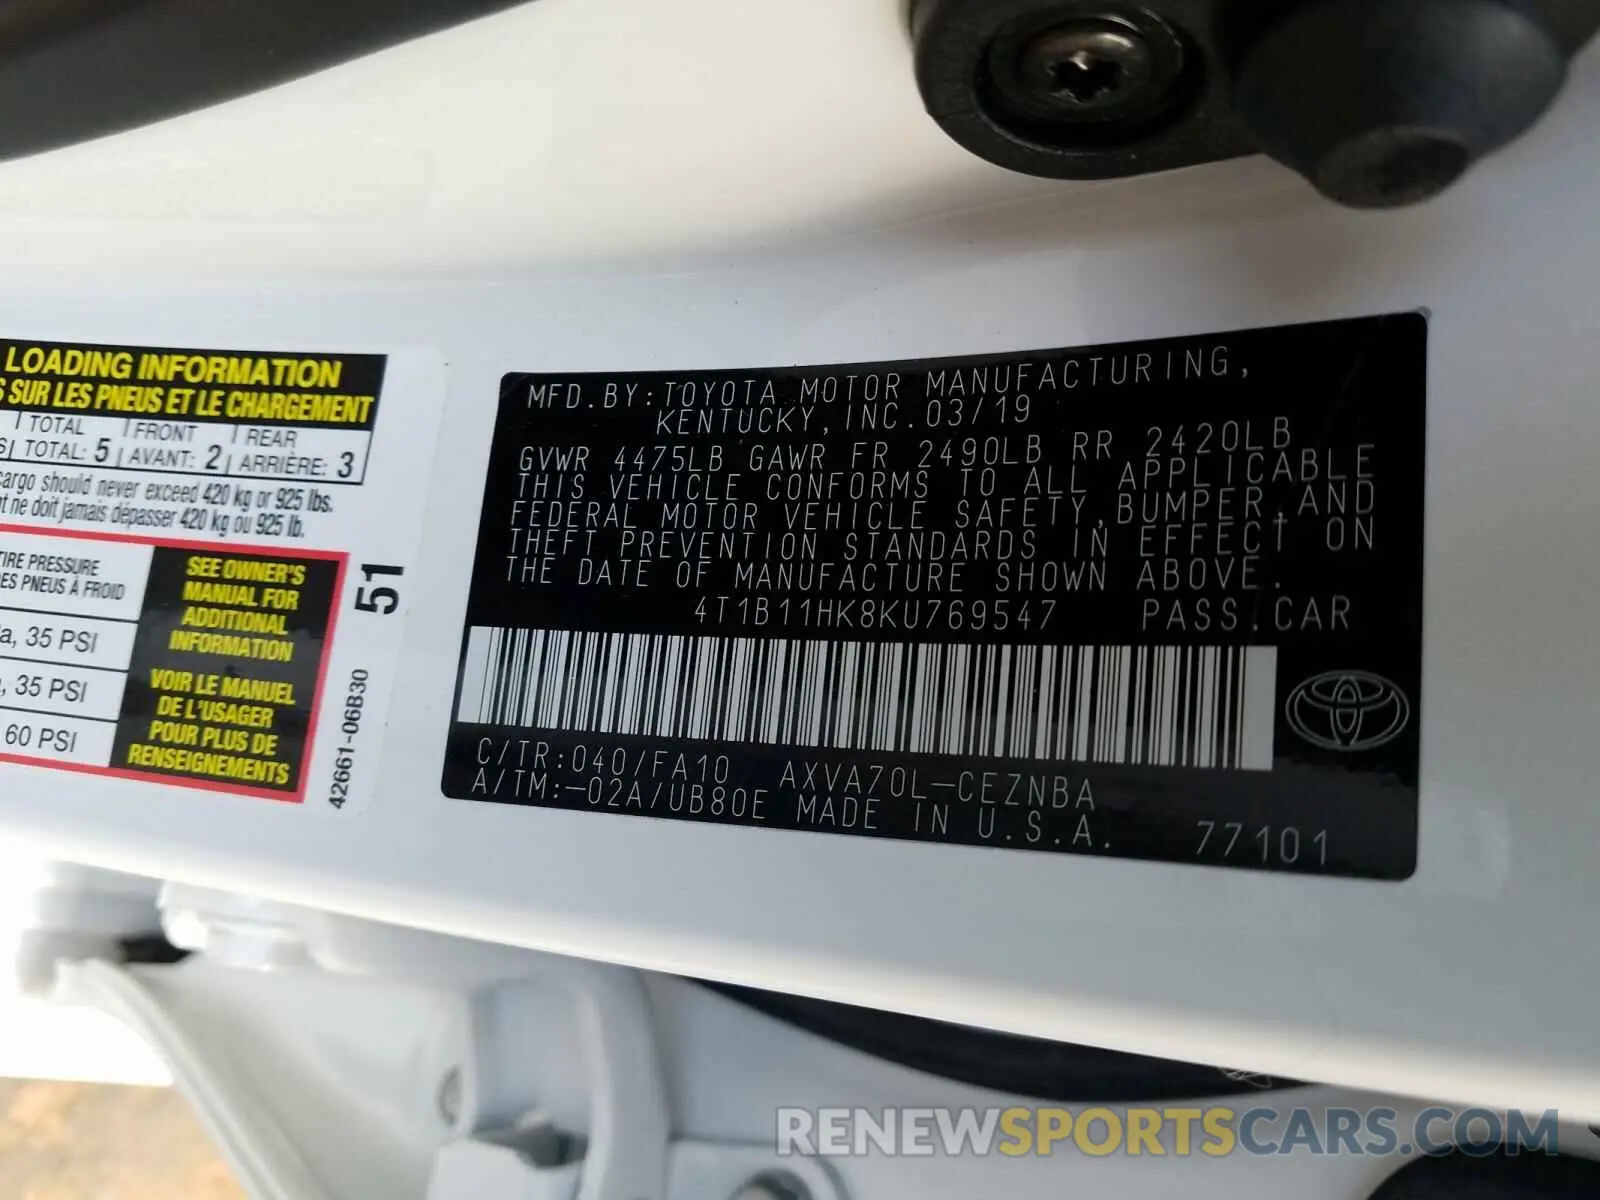 LOADING INFORMATION
SUR LES PNEUS ET LE CHARGEMENT
TOTAL FRONT REAR
TOTAL: 5 AVANT: 2 ARRIÈRE: 3
cargo should never exceed 420 kg or 925 lbs.
ne doit jamais dépasser 420 kg ou 925 lb.
TIRE PRESSURE
PNEUS À FROID
35 PSI
35 PSI
60 PSI
SEE OWNER'S
MANUAL FOR
ADDITIONAL
INFORMATION
VOIR LE MANUEL
DE L'USAGER
POUR PLUS DE
RENSEIGNEMENTS
51
42661-06B30
MFD.BY:TOYOTA MOTOR MANUFACTURING,
KENTUCKY,INC.03/19
GVWR 4475LB GAWR FR 2490LB RR 2420LB
THIS VEHICLE CONFORMS TO ALL APPLICABLE
FEDERAL MOTOR VEHICLE SAFETY,BUMPER,AND
THEFT PREVENTION STANDARDS IN EFFECT ON
THE DATE OF MANUFACTURE SHOWN ABOVE.
4T1B11HK8KU769547 PASS.CAR
C/TR:040/FA10 AXVA70L-CEZNBA
A/TM:-02A/UB80E MADE IN U.S.A. 77101
RENEWSPORTSCARS.COM